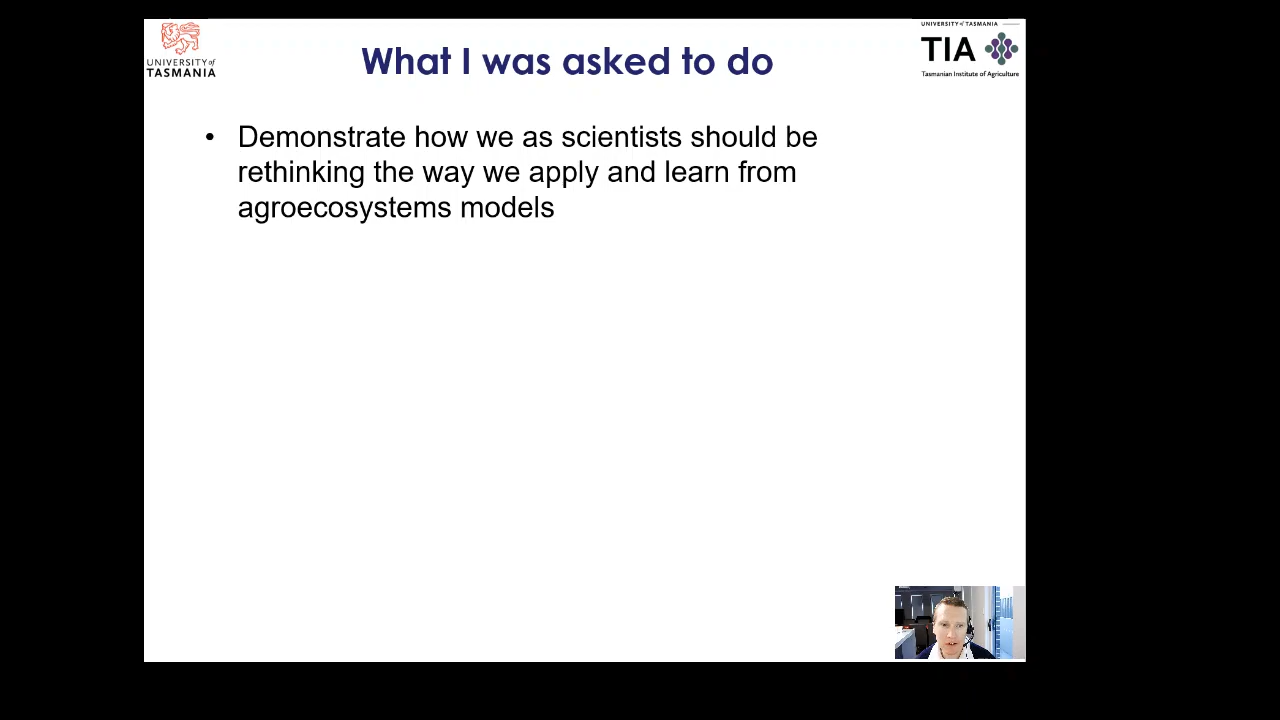 UNIVERSITY of
TASMANIA
What I was asked to do
UNIVERSITY of TASMANIA
TIA
Tasmanian Institute of Agriculture
• Demonstrate how we as scientists should be
rethinking the way we apply and learn from
agroecosystems models